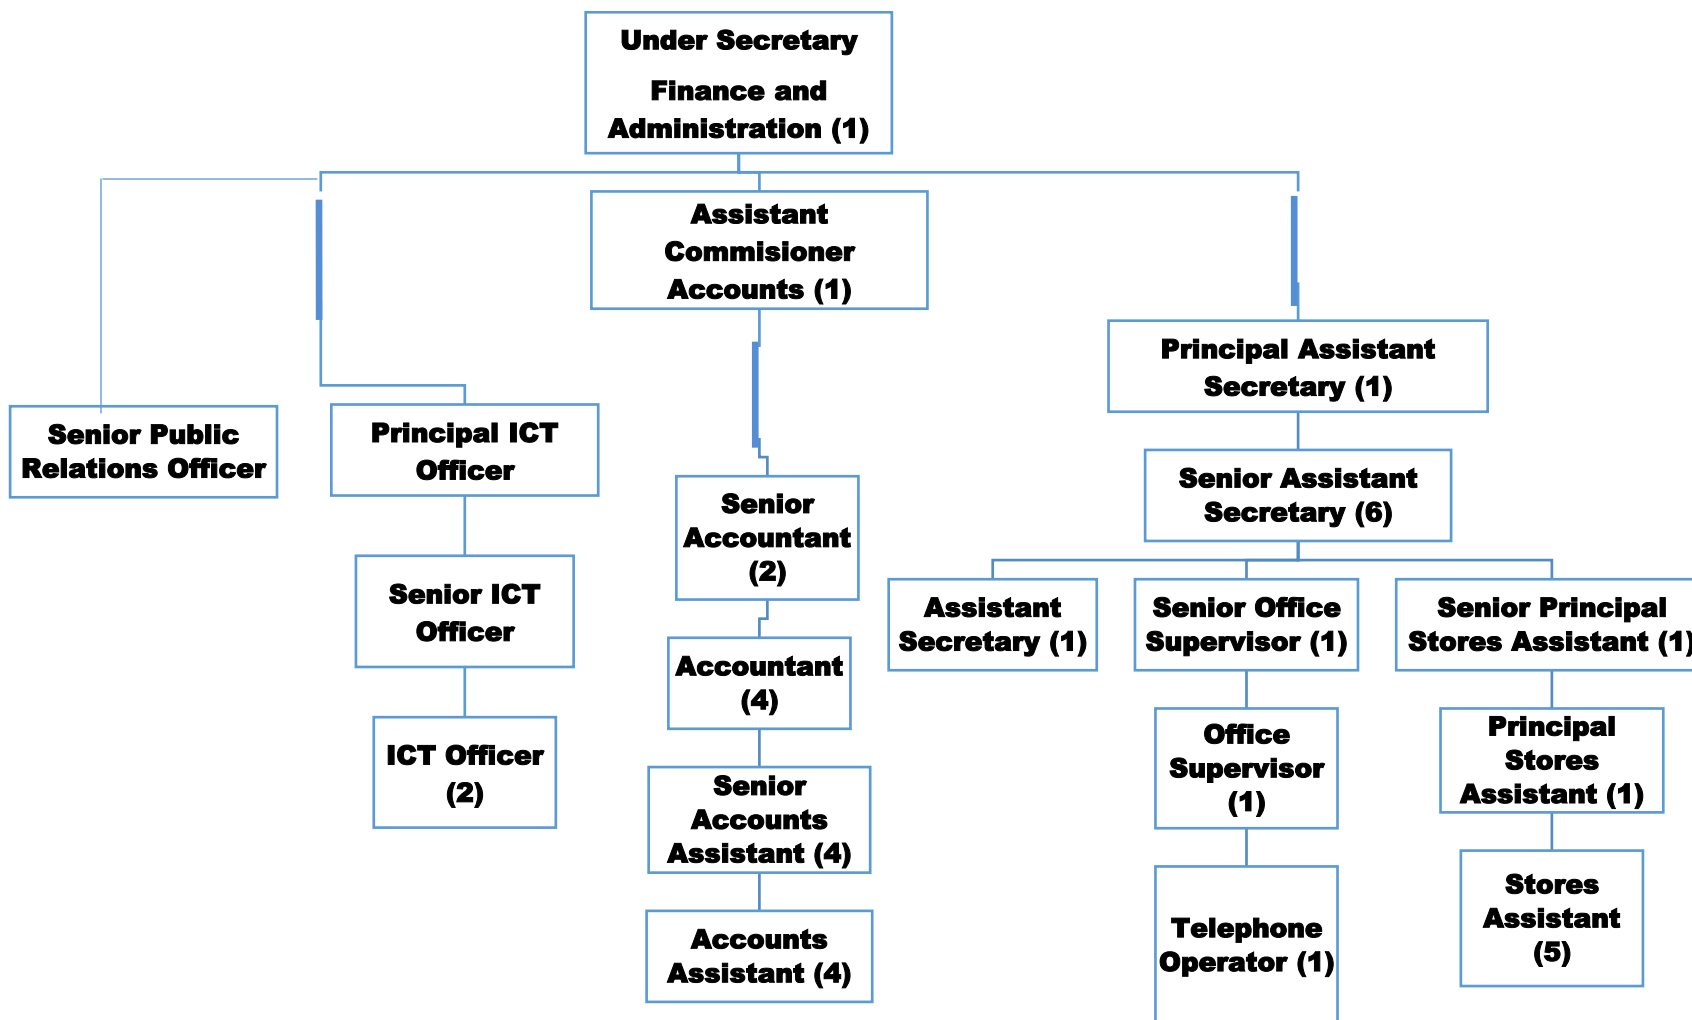 Under Secretary
Finance and
Administration (1)
Assistant
Commisioner
Accounts (1)
Principal Assistant
Secretary (1)
Senior Public
Relations Officer
Principal ICT
Officer
Senior Assistant
Secretary (6)
Senior
Accountant
(2)
Senior ICT
Officer
Assistant
Secretary (1)
Senior Office
Supervisor (1)
Senior Principal
Stores Assistant (1)
Accountant
(4)
ICT Officer
(2)
Office
Supervisor
(1)
Principal
Stores
Assistant (1)
Senior
Accounts
Assistant (4)
Stores
Assistant
(5)
Accounts
Assistant (4)
Telephone
Operator (1)